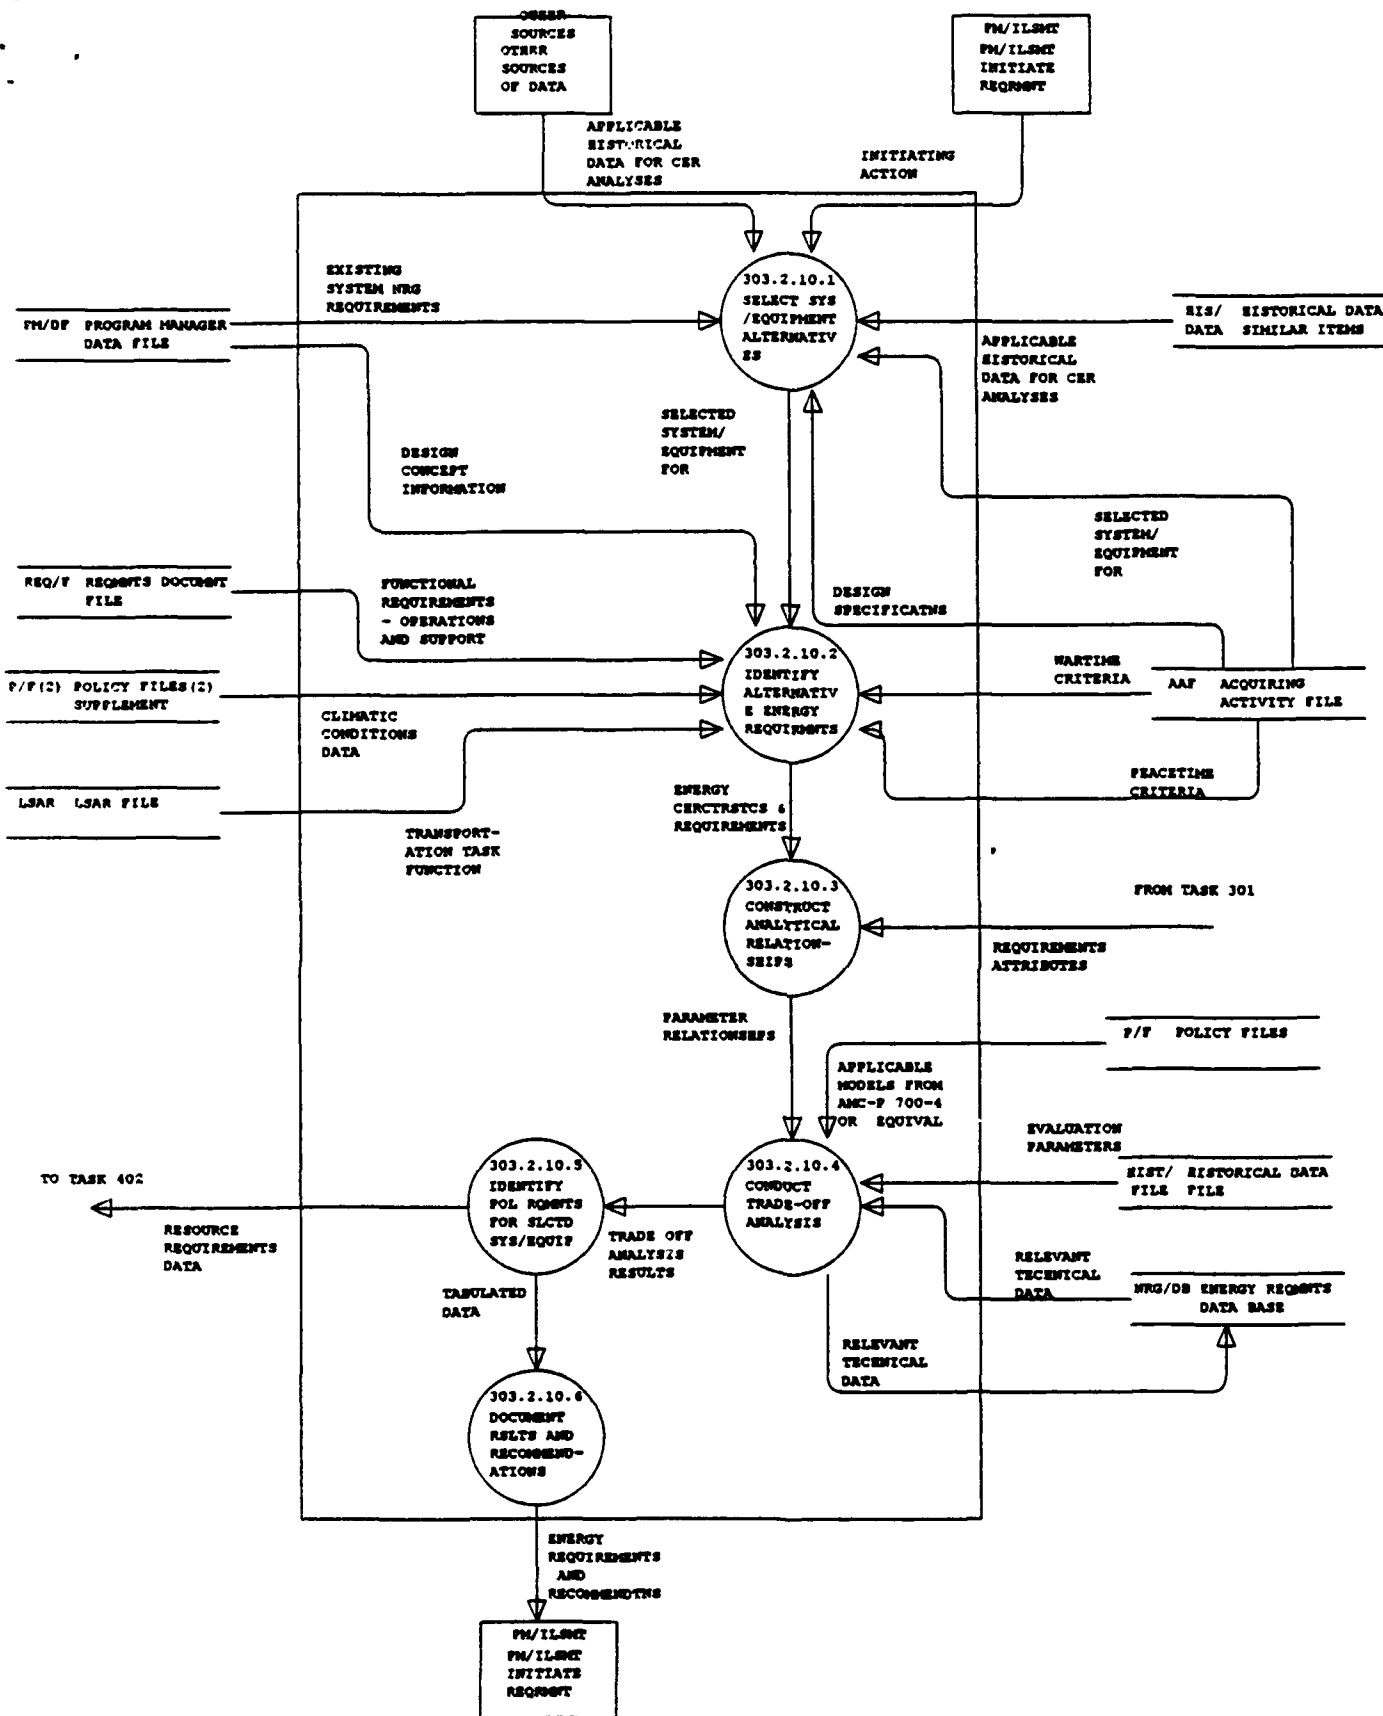 OTHER
SOURCES
OTHER
SOURCES
OF DATA
PM/ILSMT
PM/ILSMT
INITIATE
REQRMNT
APPLICABLE
HISTORICAL
DATA FOR CER
ANALYSES
INITIATING
ACTION
EXISTING
SYSTEM NRG
REQUIREMENTS
303.2.10.1
SELECT SYS
/EQUIPMENT
ALTERNATIV
ES
PM/DF PROGRAM MANAGER
DATA FILE
HIS/ HISTORICAL DATA
DATA SIMILAR ITEMS
APPLICABLE
HISTORICAL
DATA FOR CER
ANALYSES
SELECTED
SYSTEM/
EQUIPMENT
FOR
DESIGN
CONCEPT
INFORMATION
SELECTED
SYSTEM/
EQUIPMENT
FOR
REQ/F REQMNTS DOCUMNT
FILE
FUNCTIONAL
REQUIREMENTS
- OPERATIONS
AND SUPPORT
DESIGN
SPECIFICATNS
303.2.10.2
IDENTIFY
ALTERNATIV
E ENERGY
REQUIRMNTS
WARTIME
CRITERIA
P/F(2) POLICY FILES(2)
SUPPLEMENT
AAF ACQUIRING
ACTIVITY FILE
CLIMATIC
CONDITIONS
DATA
PEACETIME
CRITERIA
LSAR LSAR FILE
ENERGY
CHRCTRSTCS &
REQUIREMENTS
TRANSPORT-
ATION TASK
FUNCTION
303.2.10.3
CONSTRUCT
ANALYTICAL
RELATION-
SHIPS
FROM TASK 301
REQUIREMENTS
ATTRIBUTES
PARAMETER
RELATIONSHPS
P/F POLICY FILES
APPLICABLE
MODELS FROM
AMC-P 700-4
OR EQUIVAL
EVALUATION
PARAMETERS
303.2.10.5
IDENTIFY
POL RQMNTS
FOR SLCTD
SYS/EQUIP
303.2.10.4
CONDUCT
TRADE-OFF
ANALYSIS
HIST/ HISTORICAL DATA
FILE FILE
TO TASK 402
RESOURCE
REQUIREMENTS
DATA
TRADE OFF
ANALYSIS
RESULTS
RELEVANT
TECHNICAL
DATA
TABULATED
DATA
NRG/DB ENERGY REQMNTS
DATA BASE
RELEVANT
TECHNICAL
DATA
303.2.10.6
DOCUMENT
RSLTS AND
RECOMMEND-
ATIONS
ENERGY
REQUIREMENTS
AND
RECOMMENDTNS
PM/ILSMT
PM/ILSMT
INITIATE
REQRMNT